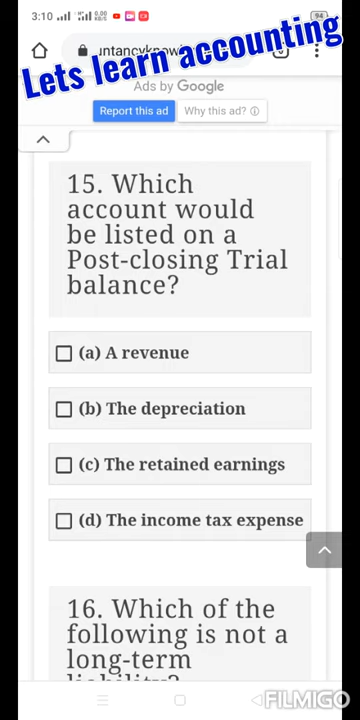 3:10
94
Lets learn accounting
Ads by Google
Report this ad
Why this ad?
15. Which
account would
be listed on a
Post-closing Trial
balance?
(a) A revenue
(b) The depreciation
(c) The retained earnings
(d) The income tax expense
16. Which of the
following is not a
long-term
liability?
FILMIGO